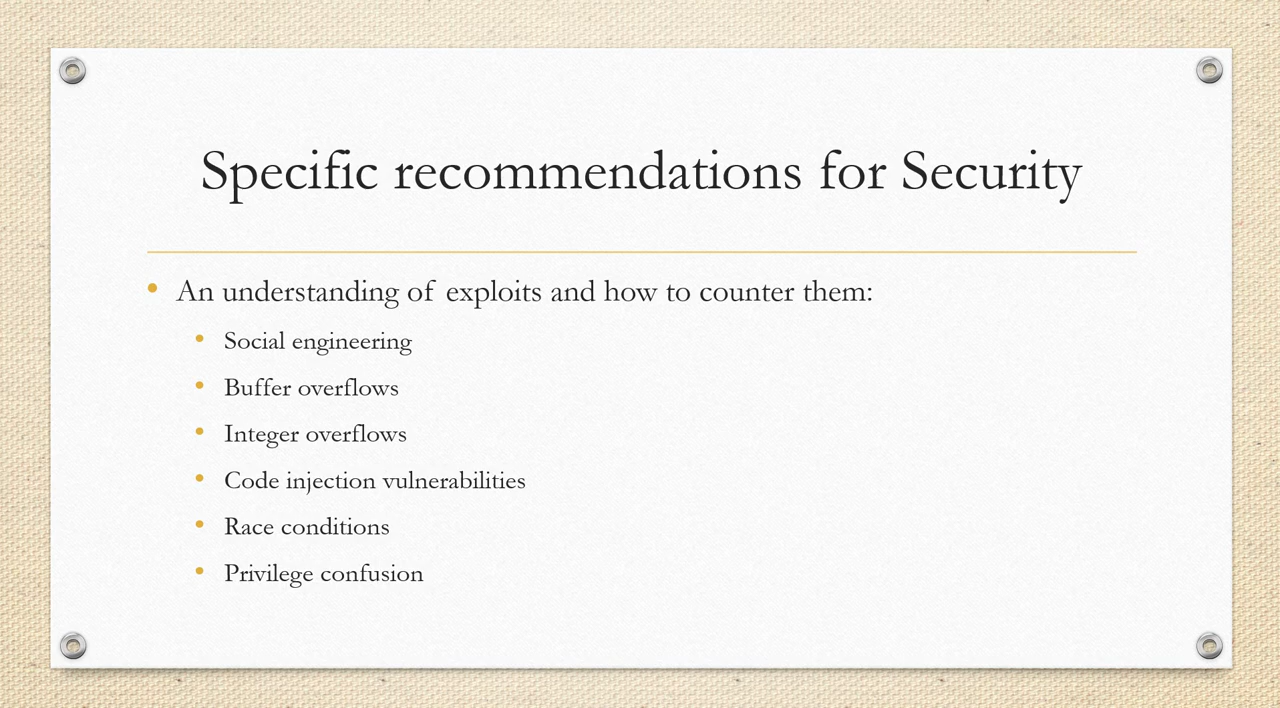 Specific recommendations for Security
• An understanding of exploits and how to counter them:
• Social engineering
• Buffer overflows
• Integer overflows
• Code injection vulnerabilities
• Race conditions
• Privilege confusion